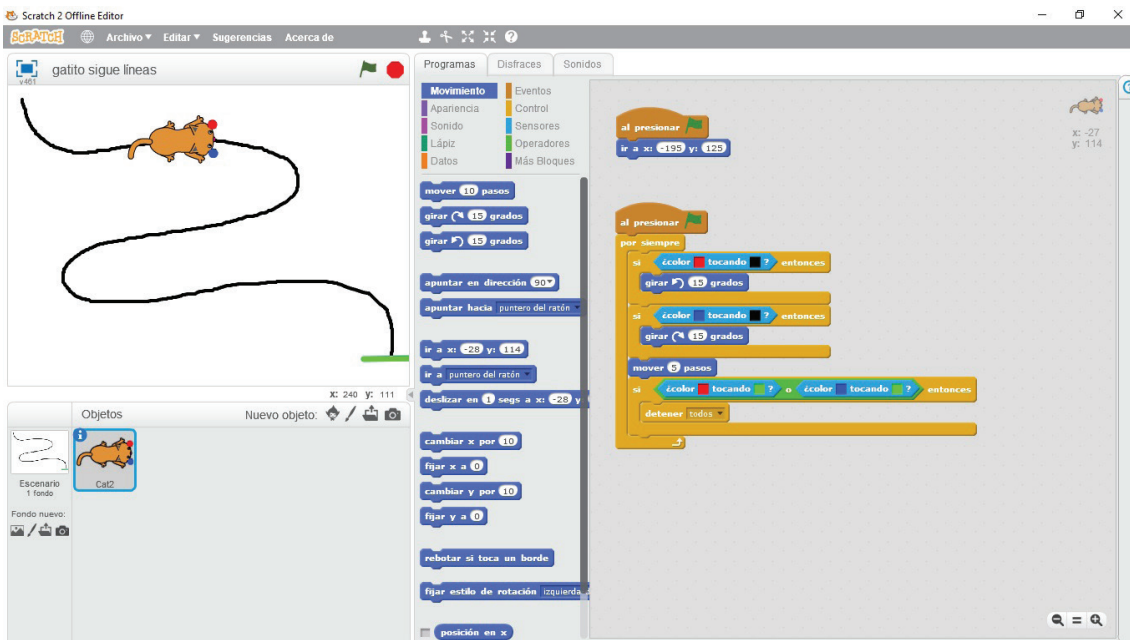 Scratch 2 Offline Editor
SCRATCH Archivo Editar Sugerencias Acerca de
gatito sigue líneas
v461
X: 240 y: 111
Objetos
Nuevo objeto:
Escenario
1 fondo
Cat2
Fondo nuevo:
Programas Disfraces Sonidos
Movimiento Eventos
Apariencia Control
Sonido Sensores
Lápiz Operadores
Datos Más Bloques
mover 10 pasos
girar 15 grados
girar 15 grados
apuntar en dirección 90
apuntar hacia puntero del ratón
ir a x: -28 y: 114
ir a puntero del ratón
deslizar en 1 segs a x: -28 y
cambiar x por 10
fijar x a 0
cambiar y por 10
fijar y a 0
rebotar si toca un borde
fijar estilo de rotación izquierda
posición en x
al presionar
ir a x: -195 y: 125
x: -27
y: 114
al presionar
por siempre
si ¿color tocando ? entonces
girar 15 grados
si ¿color tocando ? entonces
girar 15 grados
mover 5 pasos
si ¿color tocando ? o ¿color tocando ? entonces
detener todos